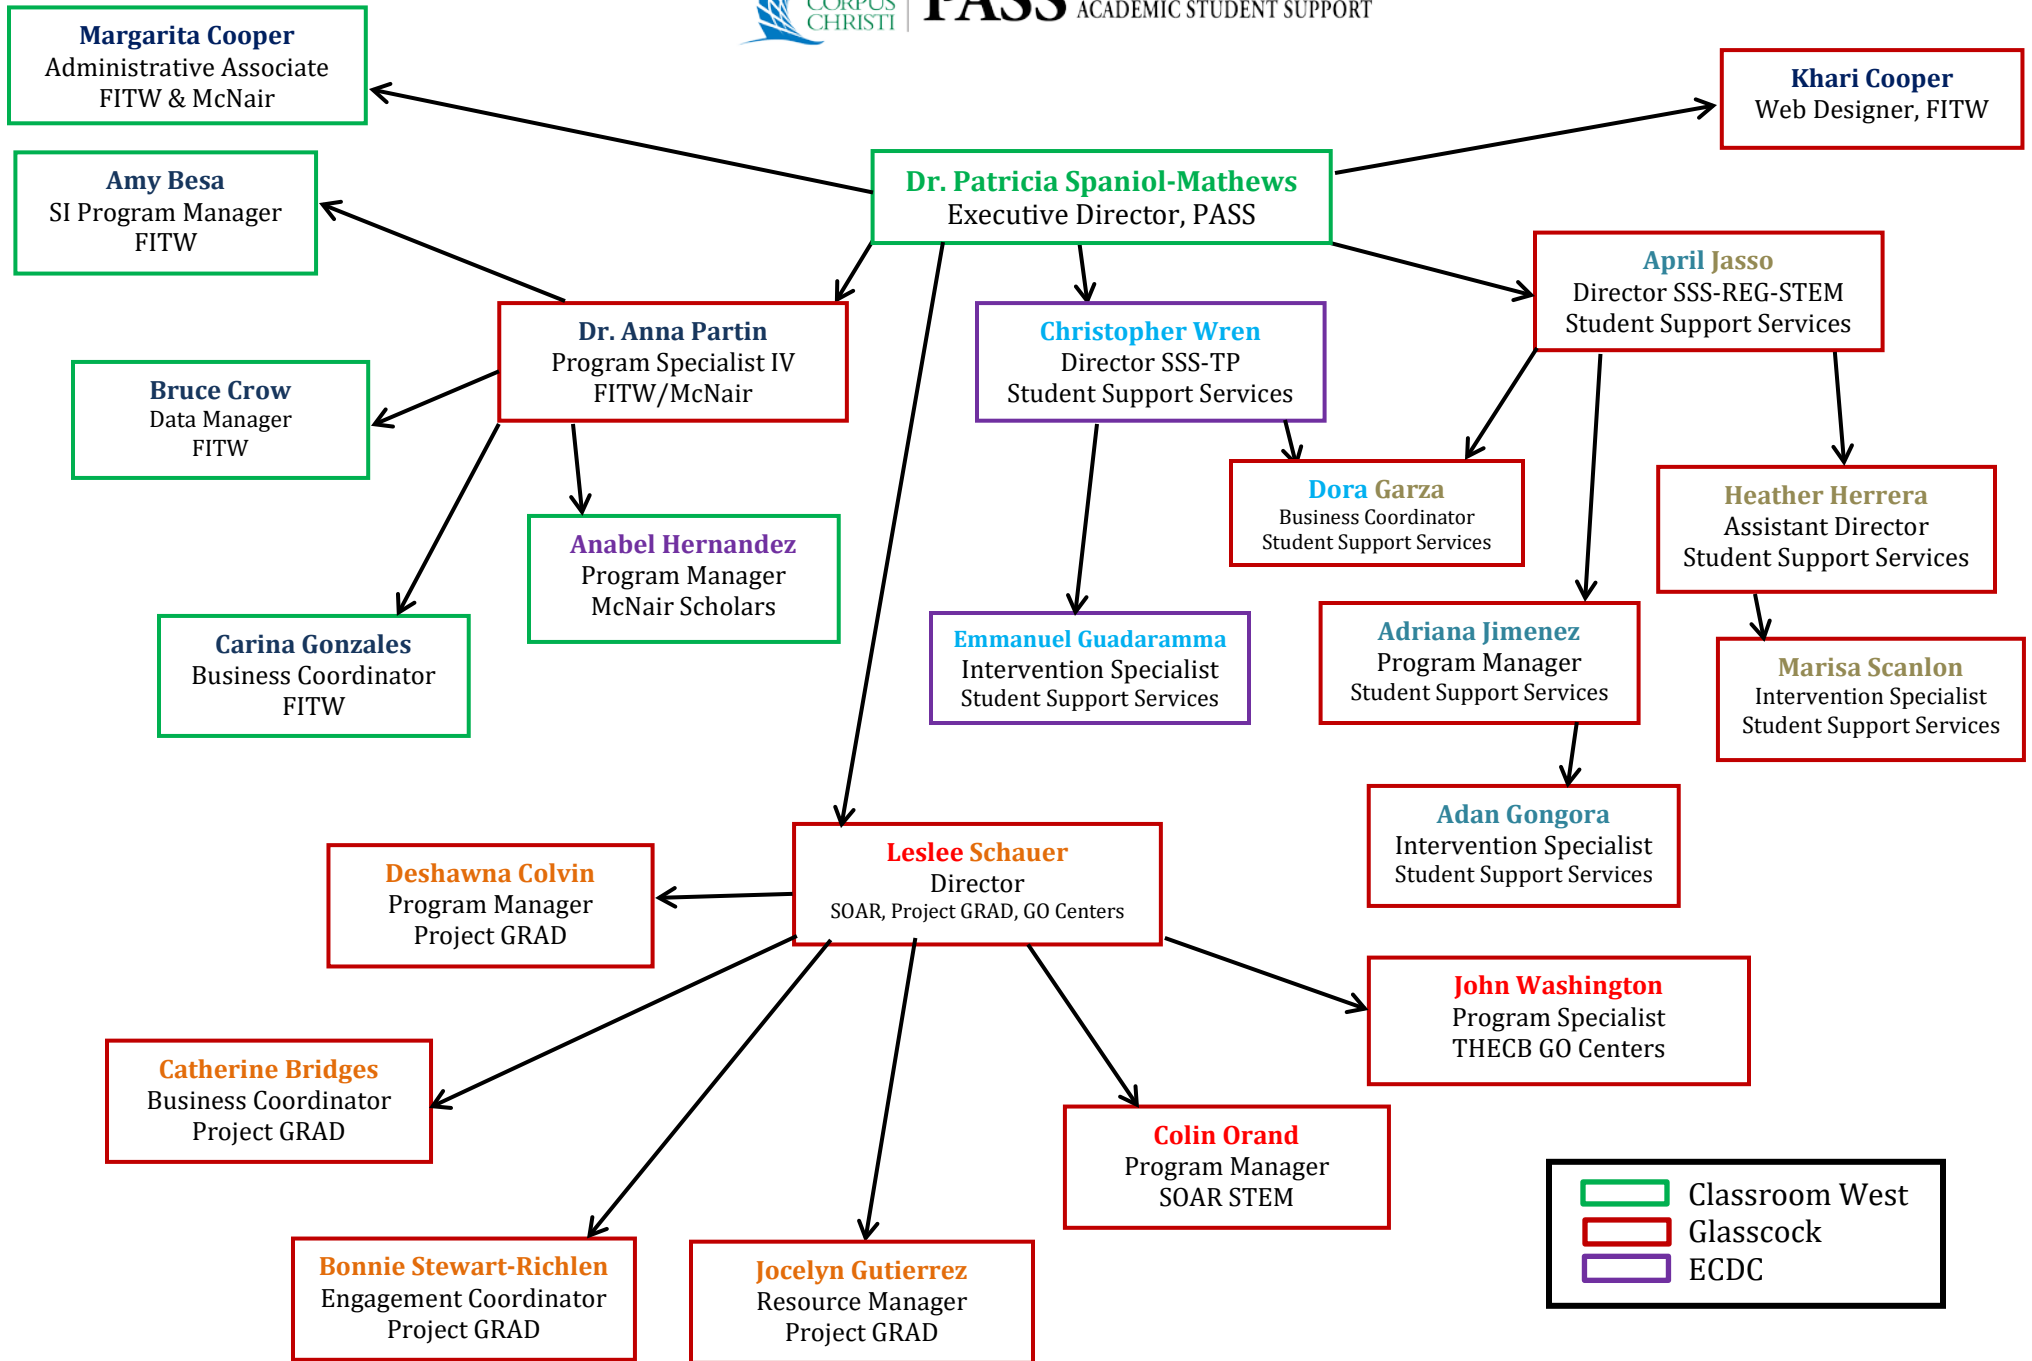 CORPUS
CHRISTI
PASS
ACADEMIC STUDENT SUPPORT
Margarita Cooper
Administrative Associate
FITW & McNair
Khari Cooper
Web Designer, FITW
Amy Besa
SI Program Manager
FITW
Dr. Patricia Spaniol-Mathews
Executive Director, PASS
April Jasso
Director SSS-REG-STEM
Student Support Services
Dr. Anna Partin
Program Specialist IV
FITW/McNair
Christopher Wren
Director SSS-TP
Student Support Services
Bruce Crow
Data Manager
FITW
Dora Garza
Business Coordinator
Student Support Services
Heather Herrera
Assistant Director
Student Support Services
Anabel Hernandez
Program Manager
McNair Scholars
Carina Gonzales
Business Coordinator
FITW
Emmanuel Guadaramma
Intervention Specialist
Student Support Services
Adriana Jimenez
Program Manager
Student Support Services
Marisa Scanlon
Intervention Specialist
Student Support Services
Adan Gongora
Intervention Specialist
Student Support Services
Deshawna Colvin
Program Manager
Project GRAD
Leslee Schauer
Director
SOAR, Project GRAD, GO Centers
John Washington
Program Specialist
THECB GO Centers
Catherine Bridges
Business Coordinator
Project GRAD
Colin Orand
Program Manager
SOAR STEM
Bonnie Stewart-Richlen
Engagement Coordinator
Project GRAD
Jocelyn Gutierrez
Resource Manager
Project GRAD
Classroom West
Glasscock
ECDC